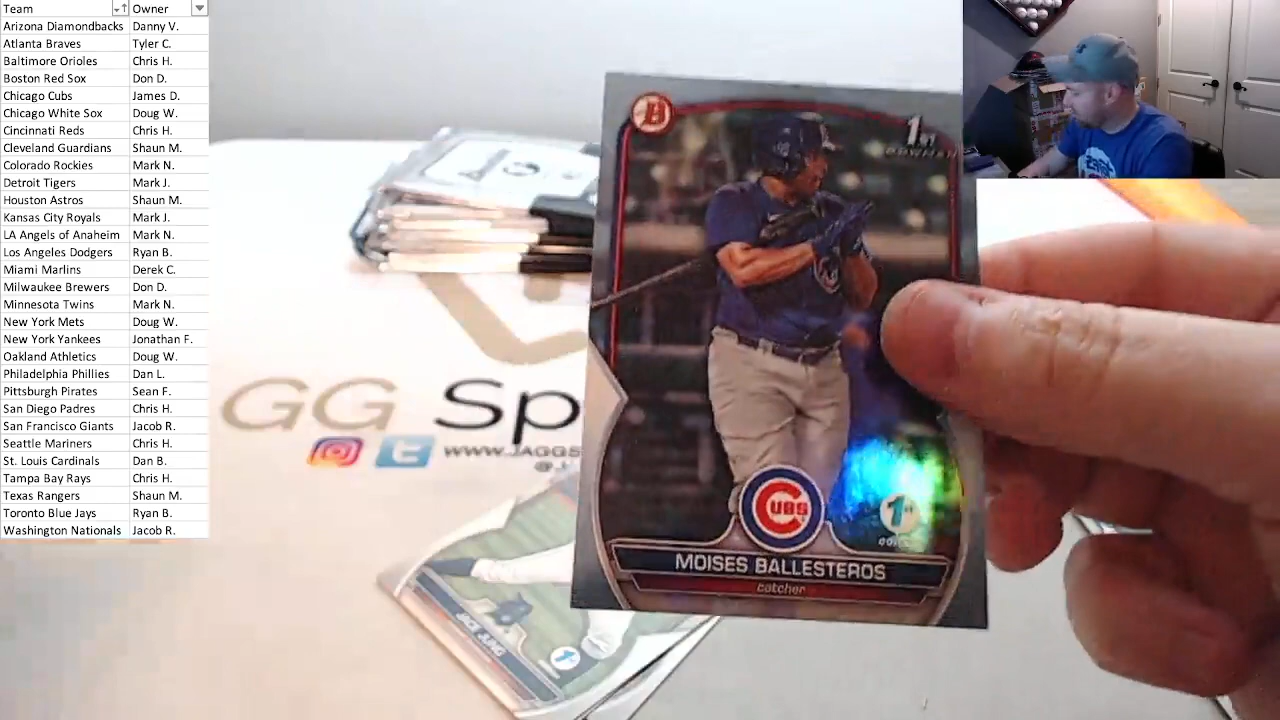 Team Owner
Arizona Diamondbacks Danny V.
Atlanta Braves Tyler C.
Baltimore Orioles Chris H.
Boston Red Sox Don D.
Chicago Cubs James D.
Chicago White Sox Doug W.
Cincinnati Reds Chris H.
Cleveland Guardians Shaun M.
Colorado Rockies Mark N.
Detroit Tigers Mark J.
Houston Astros Shaun M.
Kansas City Royals Mark J.
LA Angels of Anaheim Mark N.
Los Angeles Dodgers Ryan B.
Miami Marlins Derek C.
Milwaukee Brewers Don D.
Minnesota Twins Mark N.
New York Mets Doug W.
New York Yankees Jonathan F.
Oakland Athletics Doug W.
Philadelphia Phillies Dan L.
Pittsburgh Pirates Sean F.
San Diego Padres Chris H.
San Francisco Giants Jacob R.
Seattle Mariners Chris H.
St. Louis Cardinals Dan B.
Tampa Bay Rays Chris H.
Texas Rangers Shaun M.
Toronto Blue Jays Ryan B.
Washington Nationals Jacob R.
B
1st
BOWMAN
CUBS
1st
MOISES BALLESTEROS
catcher
GG Sp
WWW.JAGGS
JACE JUNG
1st